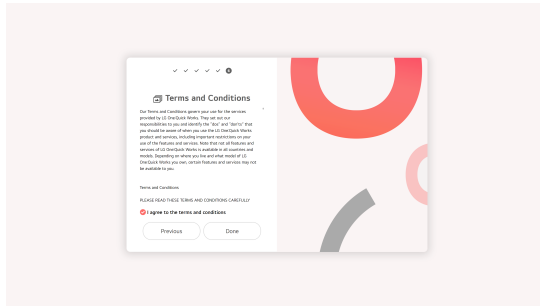 6
Terms and Conditions
Our Terms and Conditions govern your use for the services
provided by LG One:Quick Works. They set out our
responsibilities to you and identify the "dos" and "don'ts" that
you should be aware of when you use the LG One:Quick Works
product and services, including important restrictions on your
use of the features and services. Note that not all features and
services of LG One:Quick Works is available in all countries and
models. Depending on where you live and what model of LG
One:Quick Works you own, certain features and services may not
be available to you.
Terms and Conditions
PLEASE READ THESE TERMS AND CONDITIONS CAREFULLY
I agree to the terms and conditions
Previous
Done